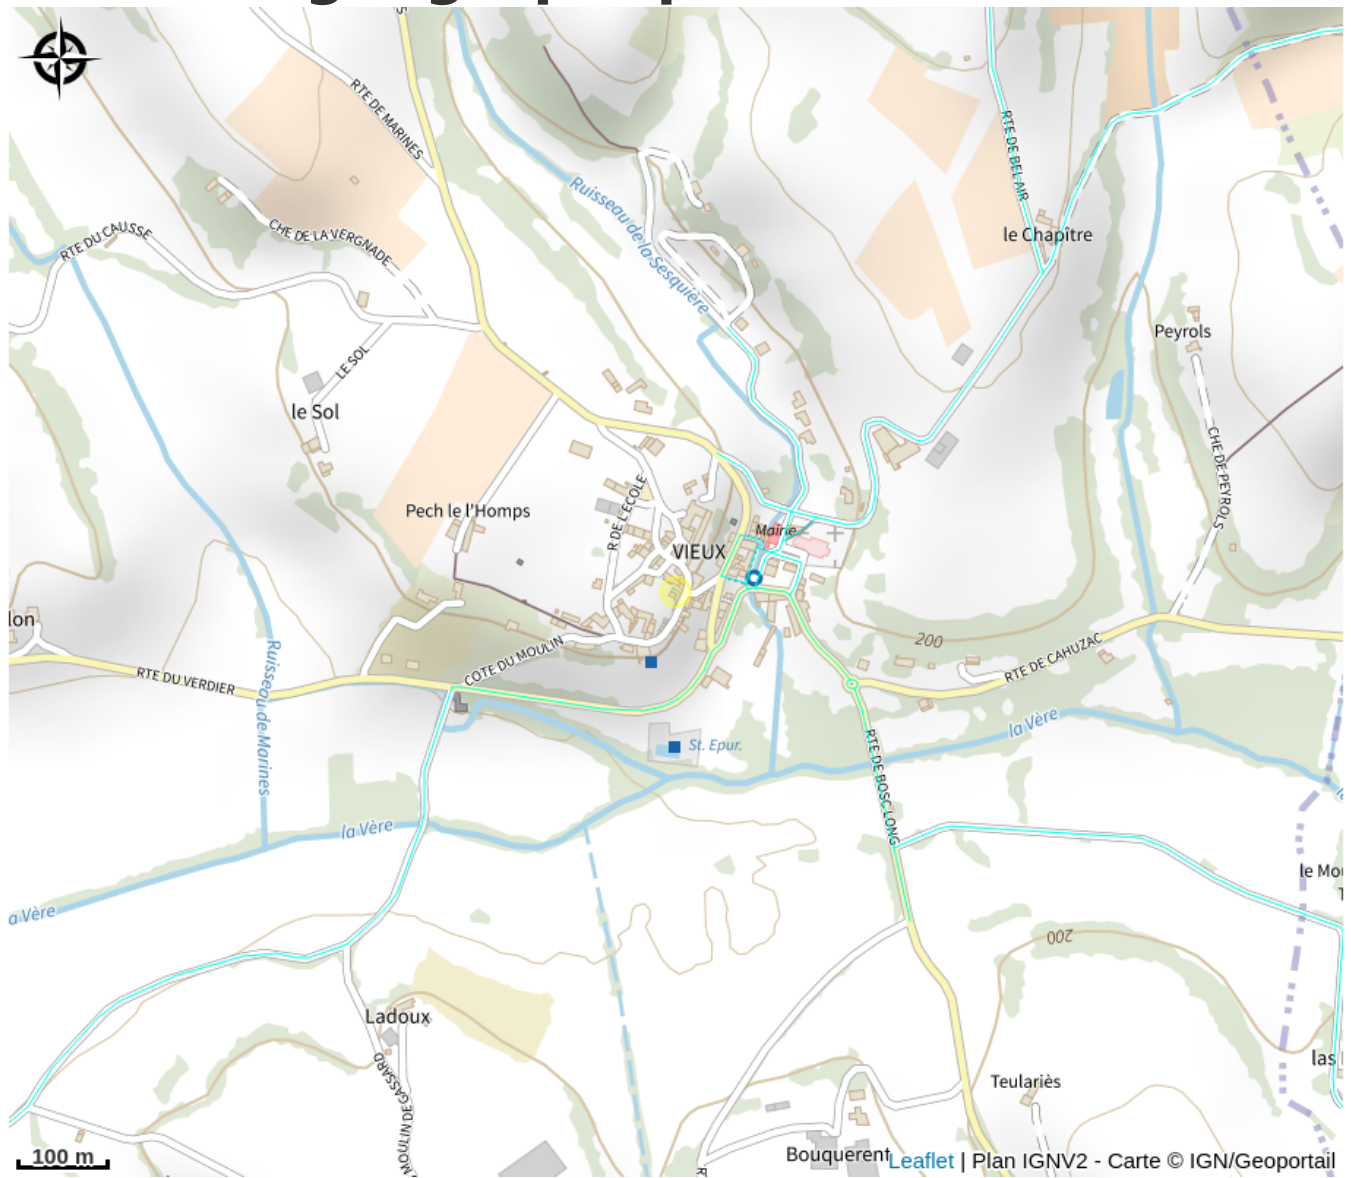 RTE DE MARINES
RTE DE BEL AIR
Ruisseau de la Sesquière
RTE DU CAUSSE
CHE DE LA VERGNADE
le Chapître
Peyrols
LE SOL
le Sol
CHE DE PEYROLS
R DE L'ECOLE
Pech le l'Homps
Mairie
VIEUX
lon
200
RTE DE CAHUZAC
COTE DU MOULIN
RTE DU VERDIER
Ruisseau de Marines
la Vère
St. Epur.
RTE DE BOSC LONG
la Vère
le Mou
a Vère
200
Ladoux
las
Teulariès
MOULIN DE GASSARD
Bouquerent
100 m
Leaflet | Plan IGNV2 - Carte © IGN/Geoportail